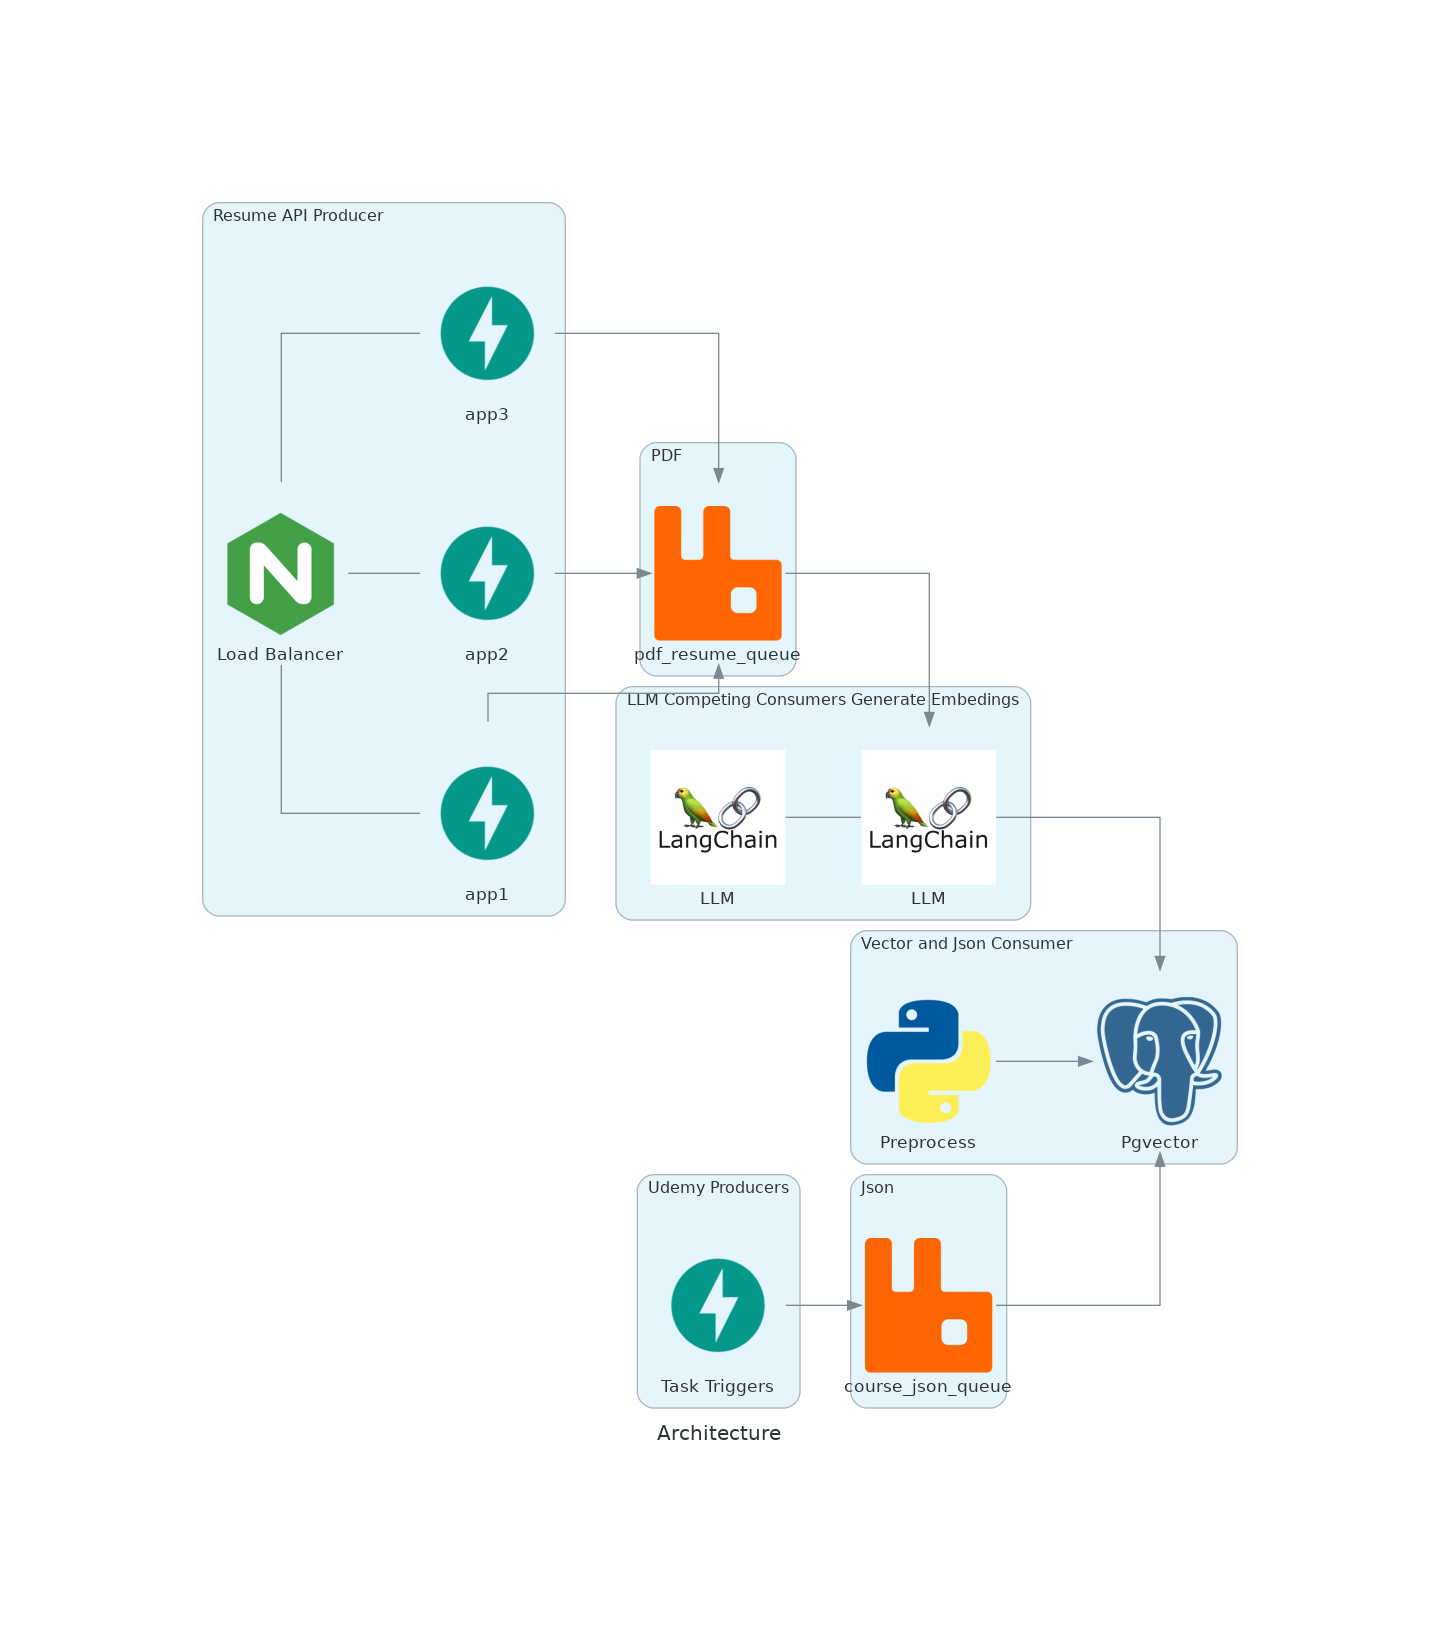 Resume API Producer
app3
PDF
Load Balancer
app2
pdf_resume_queue
LLM Competing Consumers Generate Embedings
LangChain
LangChain
LLM
LLM
app1
Vector and Json Consumer
Preprocess
Pgvector
Udemy Producers
Json
Task Triggers
course_json_queue
Architecture